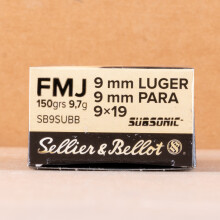 FMJ
150grs 9,7g
SB9SUBB
9 mm LUGER
9 mm PARA
9×19
SUBSONIC
Sellier & Bellot
S&B